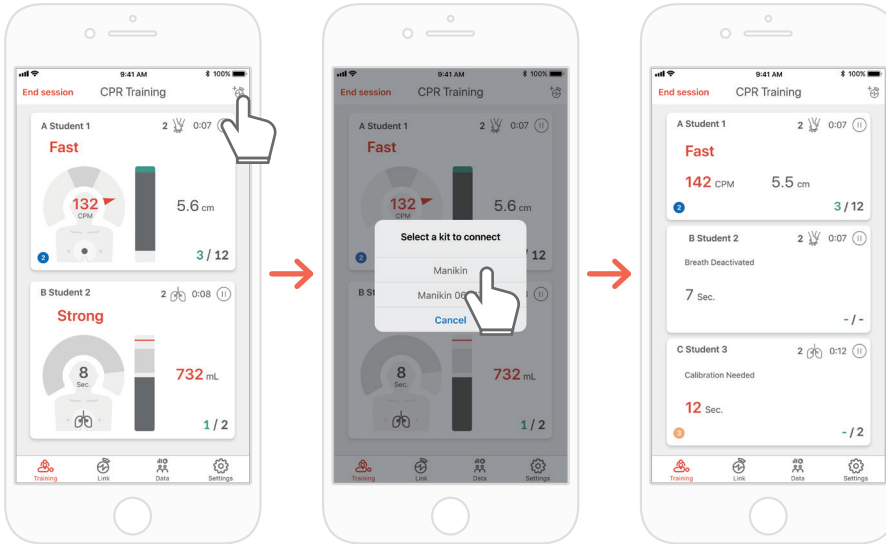 9:41 AM 100%
End session CPR Training
A Student 1 2 0:07
Fast
132
CPM
5.6 cm
2 3 / 12
B Student 2 2 0:08
Strong
8
Sec.
732 mL
1 / 2
Training Link Data Settings
9:41 AM 100%
End session CPR Training
A Student 1 2 0:07
Fast
132
CPM
5.6 cm
Select a kit to connect
Manikin
2 12
B St
Manikin 06
Cancel
8
Sec.
732 mL
1 / 2
Training Link Data Settings
9:41 AM 100%
End session CPR Training
A Student 1 2 0:07
Fast
142 CPM 5.5 cm
2 3 / 12
B Student 2 2 0:07
Breath Deactivated
7 Sec.
- / -
C Student 3 2 0:12
Calibration Needed
12 Sec.
3 - / 2
Training Link Data Settings